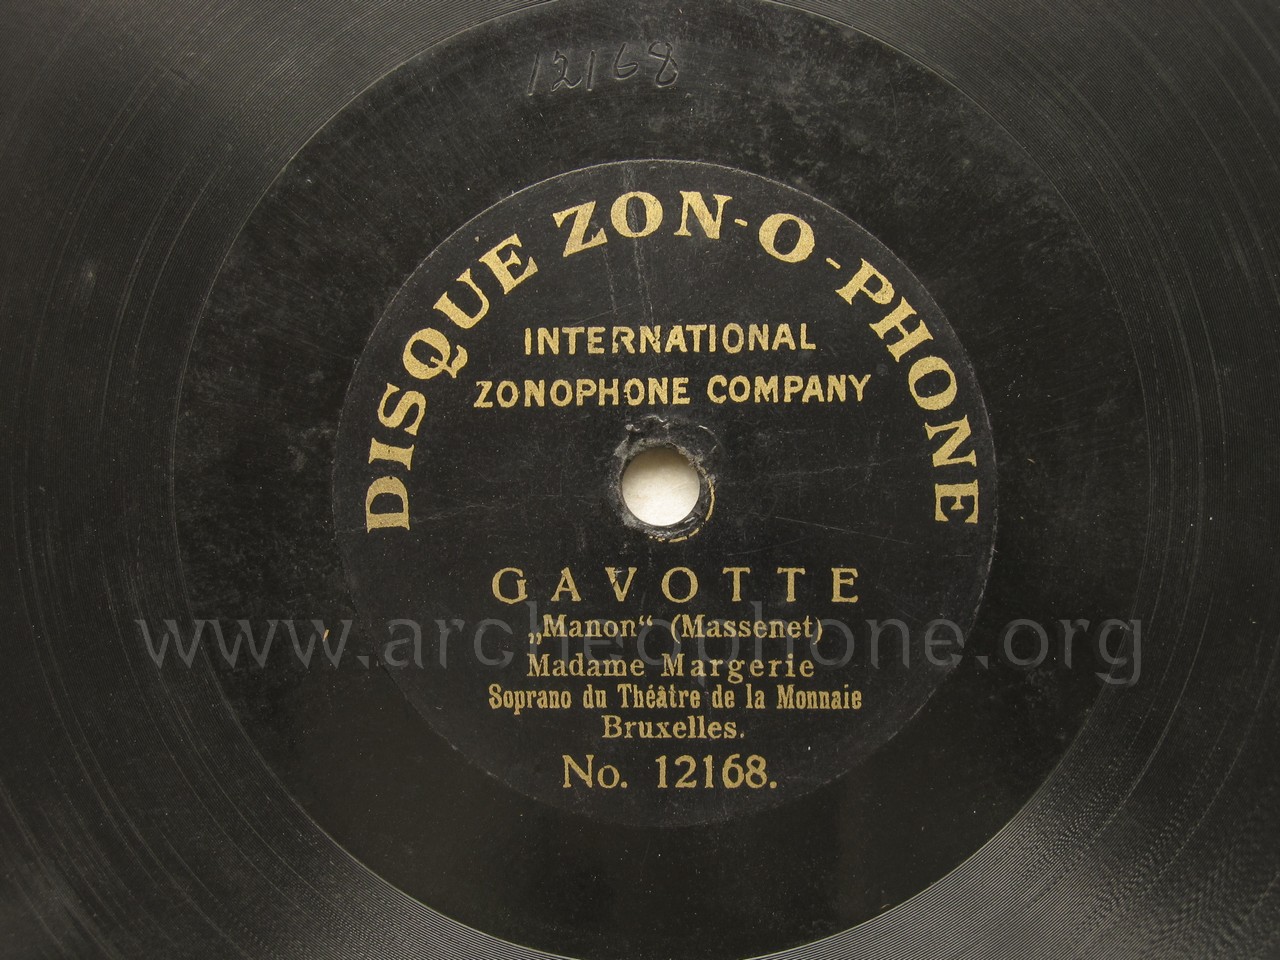 12168
DISQUE ZON-O-PHONE
INTERNATIONAL
ZONOPHONE COMPANY
GAVOTTE
„Manon“ (Massenet)
www.archeophone.org
Madame Margerie
Soprano du Théâtre de la Monnaie
Bruxelles.
No. 12168.